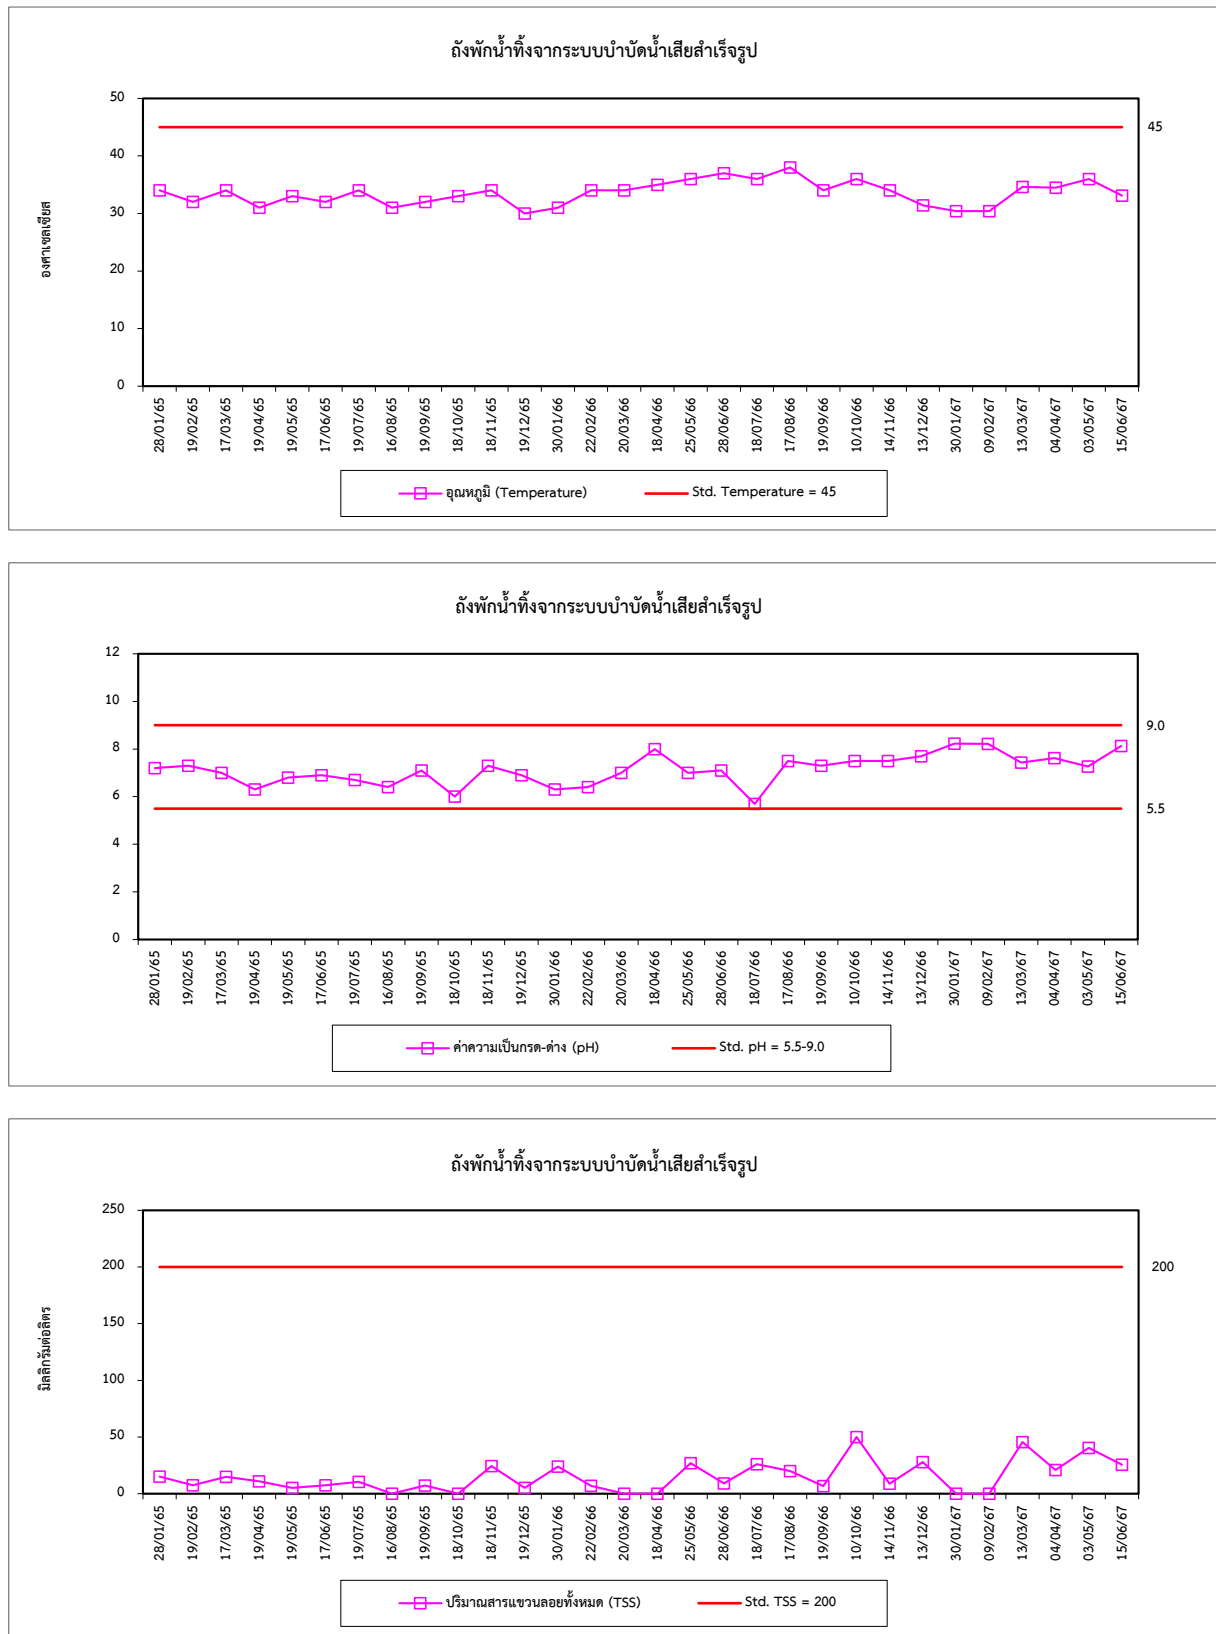 ถังพักน้ำทิ้งจากระบบบำบัดน้ำเสียสำเร็จรูป
50
40
30
20
10
0
องศาเซลเซียส
45
28/01/65 19/02/65 17/03/65 19/04/65 19/05/65 17/06/65 19/07/65 16/08/65 19/09/65 18/10/65 18/11/65 19/12/65 30/01/66 22/02/66 20/03/66 18/04/66 25/05/66 28/06/66 18/07/66 17/08/66 19/09/66 10/10/66 14/11/66 13/12/66 30/01/67 09/02/67 13/03/67 04/04/67 03/05/67 15/06/67
อุณหภูมิ (Temperature) Std. Temperature = 45
ถังพักน้ำทิ้งจากระบบบำบัดน้ำเสียสำเร็จรูป
12
10
8
6
4
2
0
9.0
5.5
28/01/65 19/02/65 17/03/65 19/04/65 19/05/65 17/06/65 19/07/65 16/08/65 19/09/65 18/10/65 18/11/65 19/12/65 30/01/66 22/02/66 20/03/66 18/04/66 25/05/66 28/06/66 18/07/66 17/08/66 19/09/66 10/10/66 14/11/66 13/12/66 30/01/67 09/02/67 13/03/67 04/04/67 03/05/67 15/06/67
ค่าความเป็นกรด-ด่าง (pH) Std. pH = 5.5-9.0
ถังพักน้ำทิ้งจากระบบบำบัดน้ำเสียสำเร็จรูป
250
200
150
100
50
0
มิลลิกรัมต่อลิตร
200
28/01/65 19/02/65 17/03/65 19/04/65 19/05/65 17/06/65 19/07/65 16/08/65 19/09/65 18/10/65 18/11/65 19/12/65 30/01/66 22/02/66 20/03/66 18/04/66 25/05/66 28/06/66 18/07/66 17/08/66 19/09/66 10/10/66 14/11/66 13/12/66 30/01/67 09/02/67 13/03/67 04/04/67 03/05/67 15/06/67
ปริมาณสารแขวนลอยทั้งหมด (TSS) Std. TSS = 200